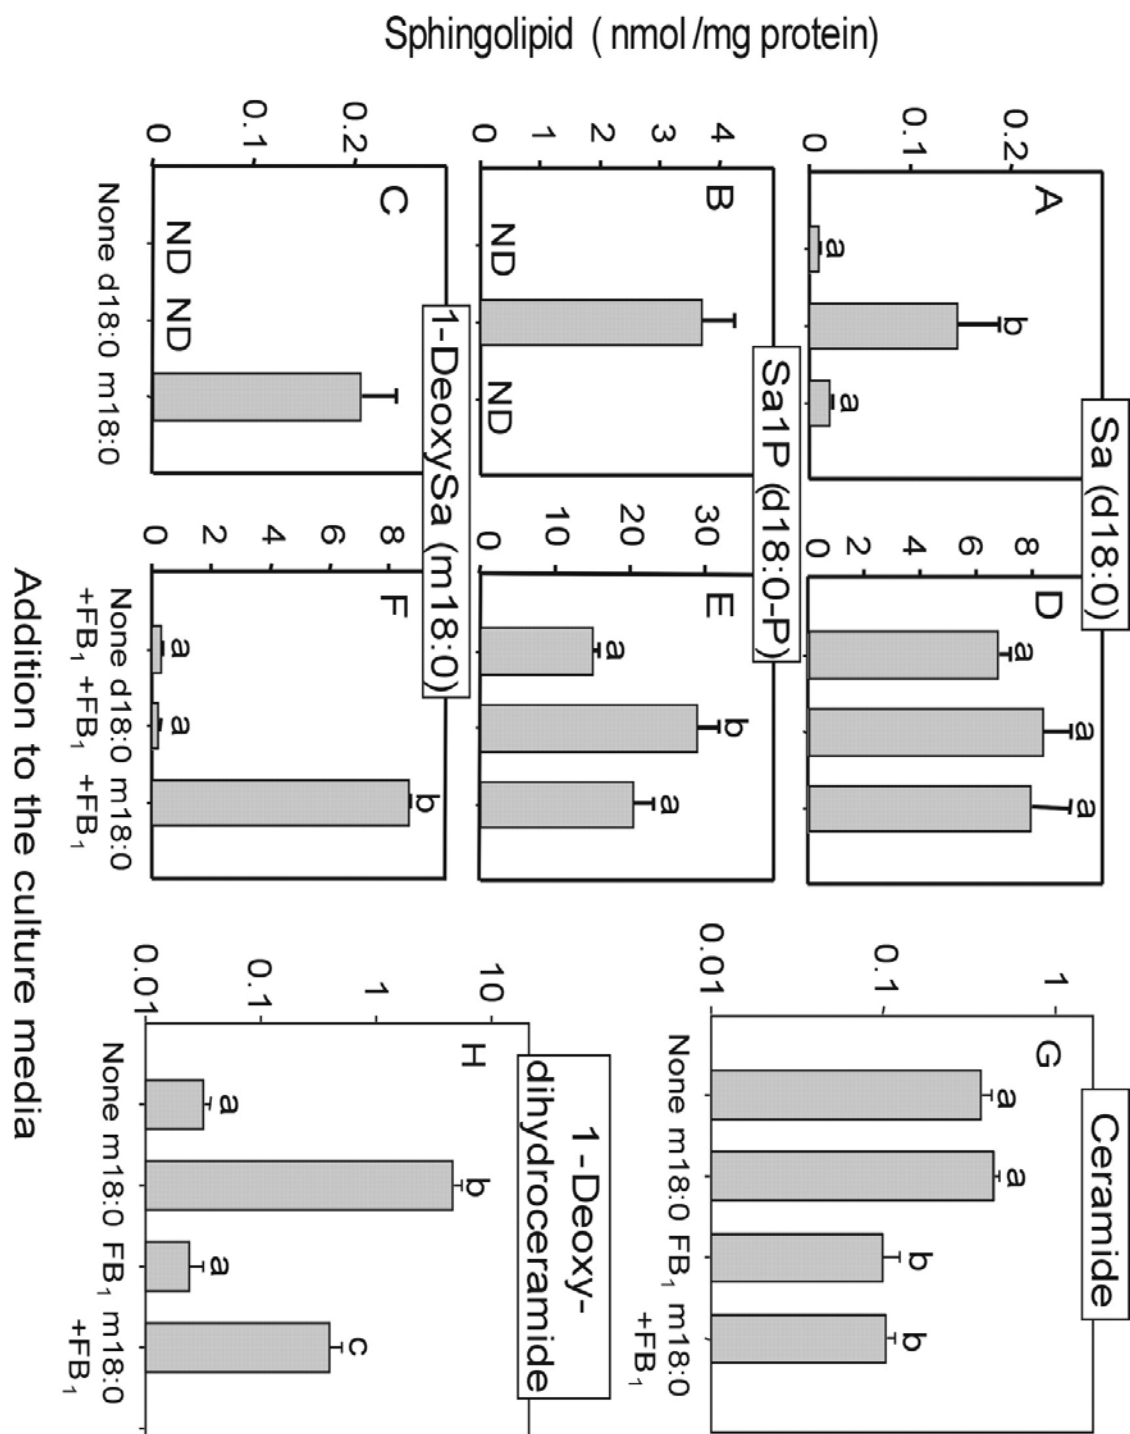 Sphingolipid ( nmol /mg protein)
Sa (d18:0)
A
0.2
0.1
0
a
b
a
D
8
6
4
2
0
a
a
a
Sa1P (d18:0-P)
B
4
3
2
1
0
ND
ND
E
30
20
10
0
a
b
a
1-DeoxySa (m18:0)
C
0.2
0.1
0
ND ND
None d18:0 m18:0
F
8
6
4
2
0
a
a
b
None d18:0 m18:0
+FB₁ +FB₁ +FB₁
Ceramide
G
1
0.1
0.01
a
a
b
b
None m18:0 FB₁ m18:0
+FB₁
1-Deoxy-
dihydroceramide
H
10
1
0.1
0.01
a
b
a
c
None m18:0 FB₁ m18:0
+FB₁
Addition to the culture media